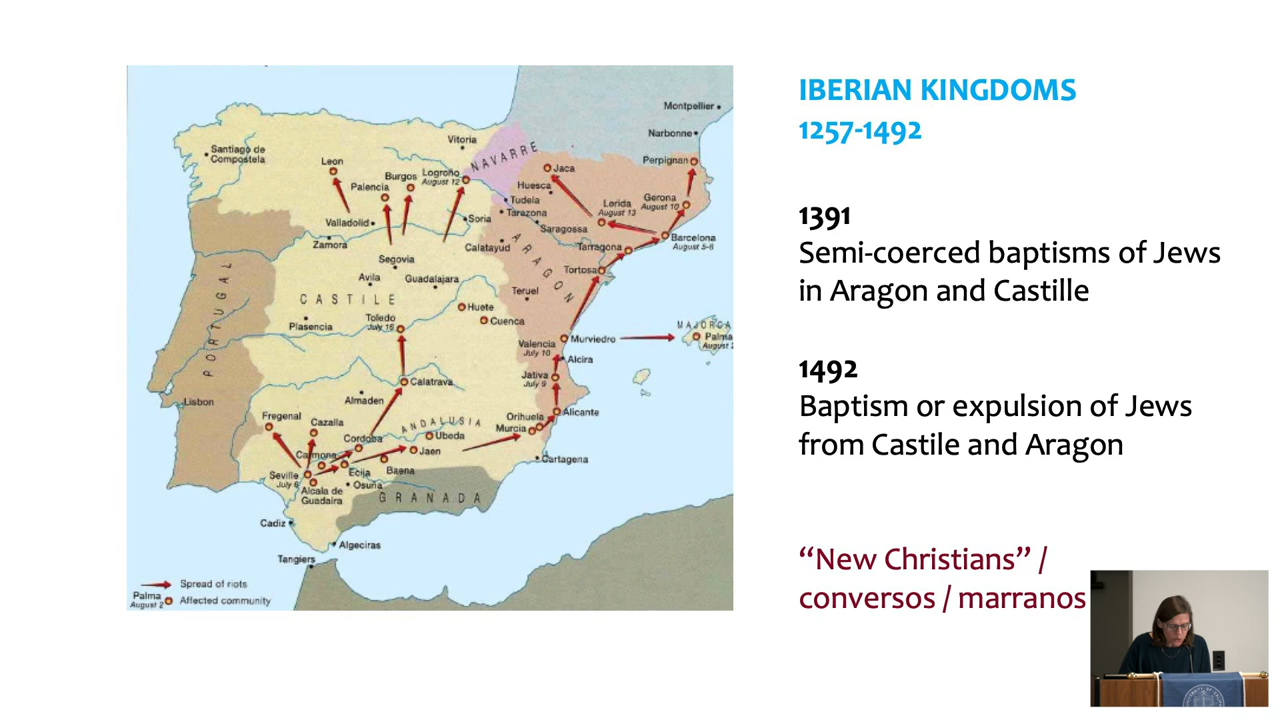 IBERIAN KINGDOMS
1257-1492
1391
Semi-coerced baptisms of Jews
in Aragon and Castille
1492
Baptism or expulsion of Jews
from Castile and Aragon
“New Christians” /
conversos / marranos
Montpellier
Narbonne
Perpignan
Santiago de
Compostela
Leon
Vitoria
NAVARRE
Jaca
Palencia
Burgos
Logroño
August 12
Huesca
Gerona
August 10
Tudela
Tarazona
Lerida
August 13
Valladolid
Soria
Saragossa
Barcelona
August 5-8
Zamora
Calatayud
Tarragona
ARAGON
Segovia
Tortosa
Avila
Guadalajara
Teruel
PORTUGAL
CASTILE
Huete
Plasencia
Toledo
Cuenca
MAJORCA
Valencia
July 10
Murviedro
Palma
August
Alcira
Jativa
July 9
Calatrava
Lisbon
Almaden
Fregenal
Cazalla
ANDALUSIA
Orihuela
Alicante
Murcia
Cordoba
Ubeda
Carmona
Jaen
Seville
July 6
Ecija
Baena
Cartagena
Osuna
Alcala de
Guadaira
GRANADA
Cadiz
Algeciras
Tangiers
Spread of riots
Palma
August 2
Affected community